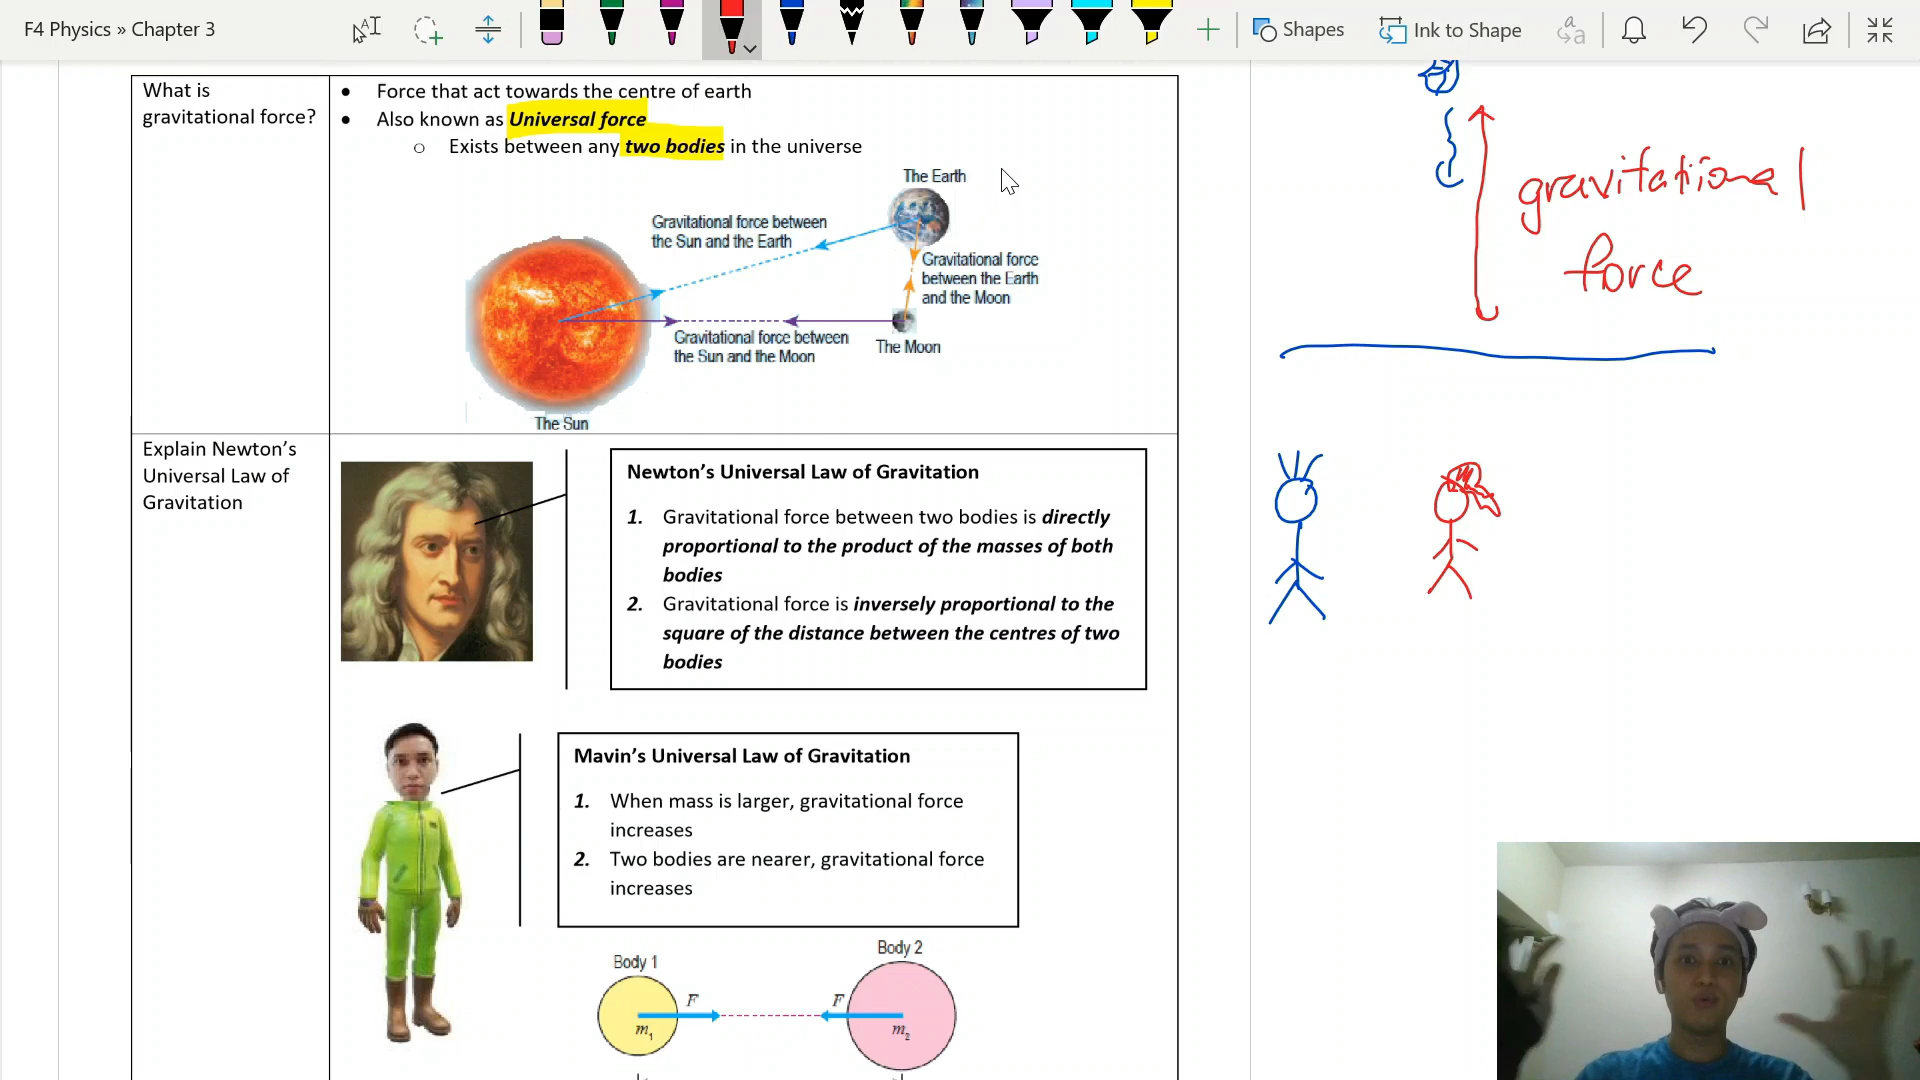 F4 Physics » Chapter 3
Shapes
Ink to Shape
What is
gravitational force?
• Force that act towards the centre of earth
• Also known as Universal force
o Exists between any two bodies in the universe
The Earth
Gravitational force between
the Sun and the Earth
Gravitational force
between the Earth
and the Moon
Gravitational force between
the Sun and the Moon
The Moon
The Sun
gravitational
force
Explain Newton's
Universal Law of
Gravitation
Newton's Universal Law of Gravitation
1. Gravitational force between two bodies is directly
proportional to the product of the masses of both
bodies
2. Gravitational force is inversely proportional to the
square of the distance between the centres of two
bodies
Mavin's Universal Law of Gravitation
1. When mass is larger, gravitational force
increases
2. Two bodies are nearer, gravitational force
increases
Body 1
Body 2
F
F
m₁
m₂